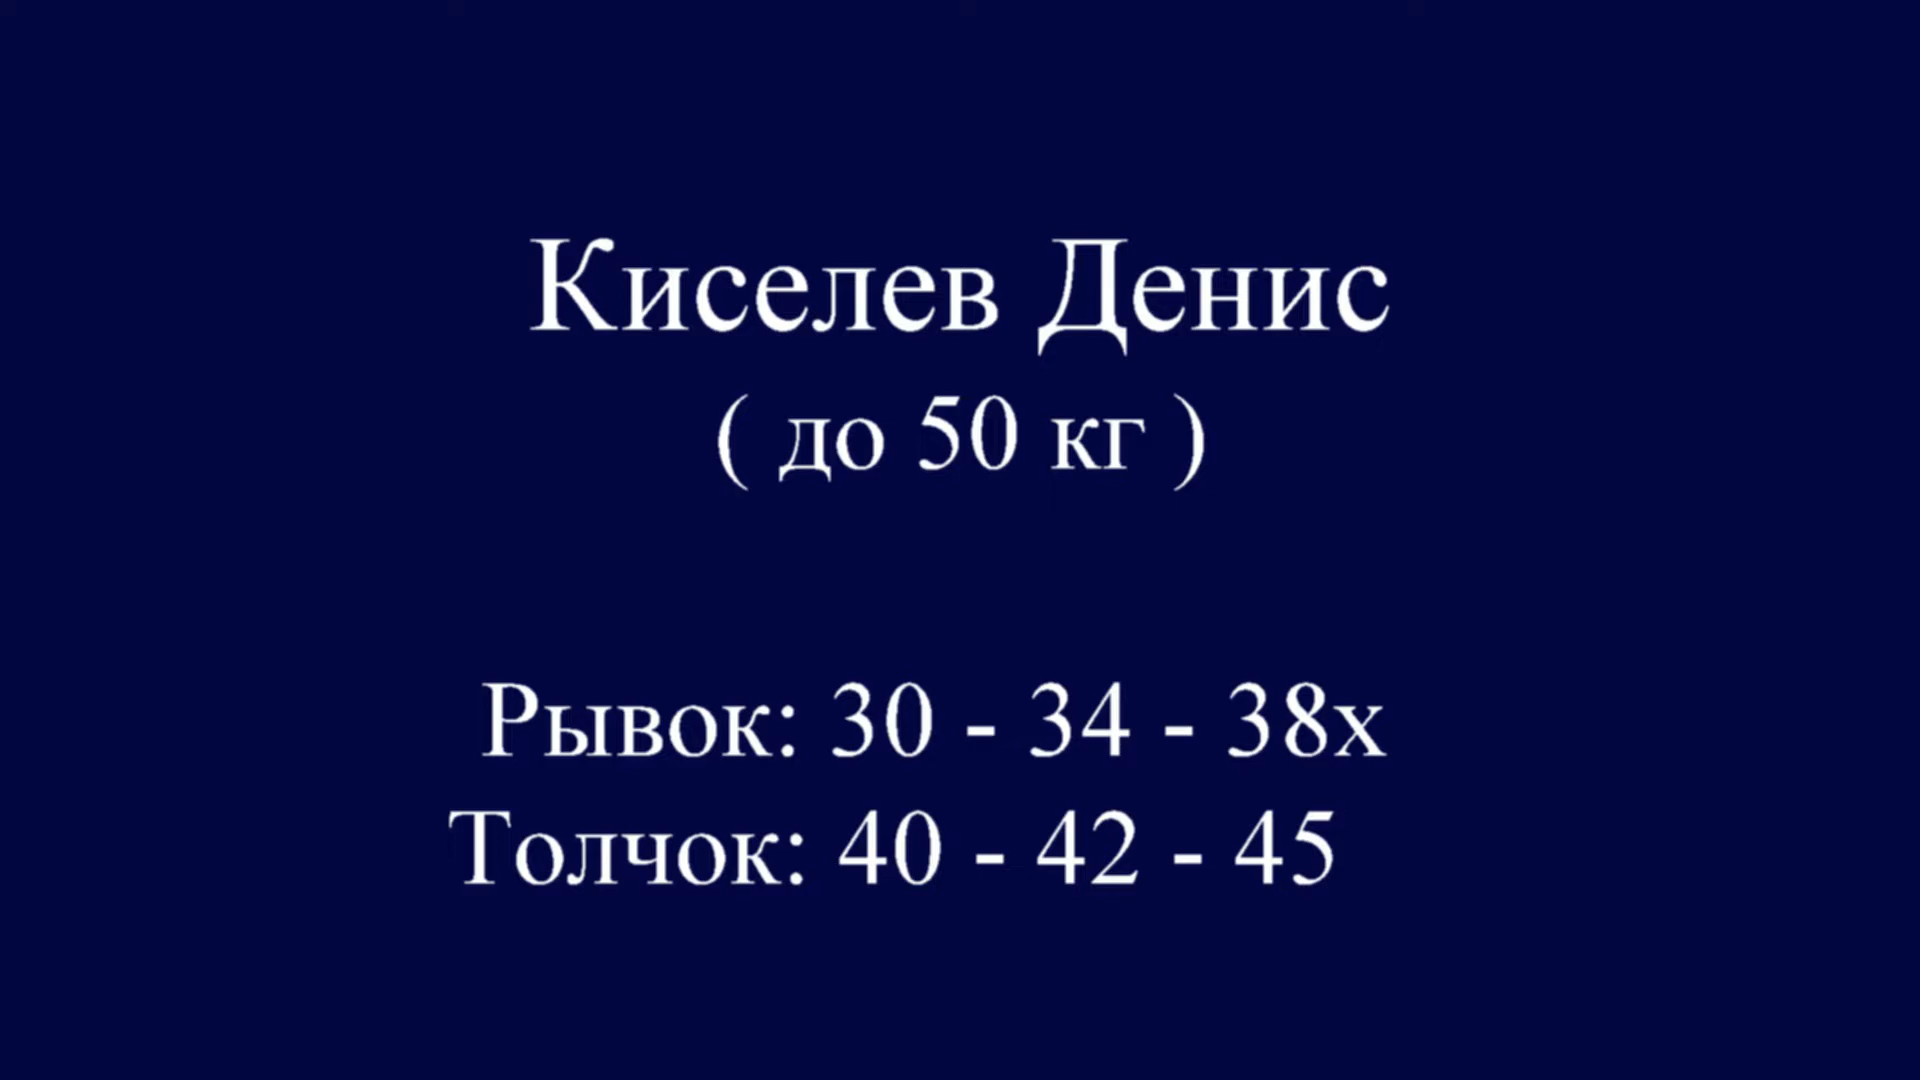 Киселев Денис
( до 50 кг )
Рывок: 30 - 34 - 38х
Толчок: 40 - 42 - 45